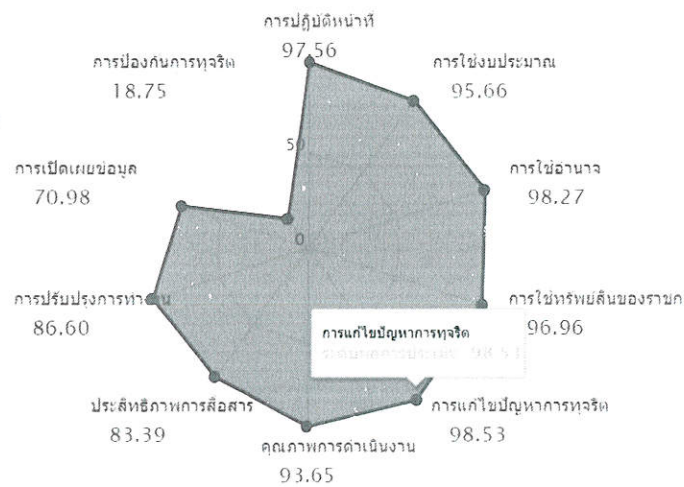 การปฏิบัติหน้าที่
97.56
การป้องกันการทุจริต
18.75
การใช้งบประมาณ
95.66
50
การเปิดเผยข้อมูล
70.98
การใช้อำนาจ
98.27
0
การปรับปรุงการทำงาน
86.60
การใช้ทรัพย์สินของราชก
96.96
การแก้ไขปัญหาการทุจริต
ระดับผลการประเมิน 98.53
ประสิทธิภาพการสื่อสาร
83.39
การแก้ไขปัญหาการทุจริต
98.53
คุณภาพการดำเนินงาน
93.65